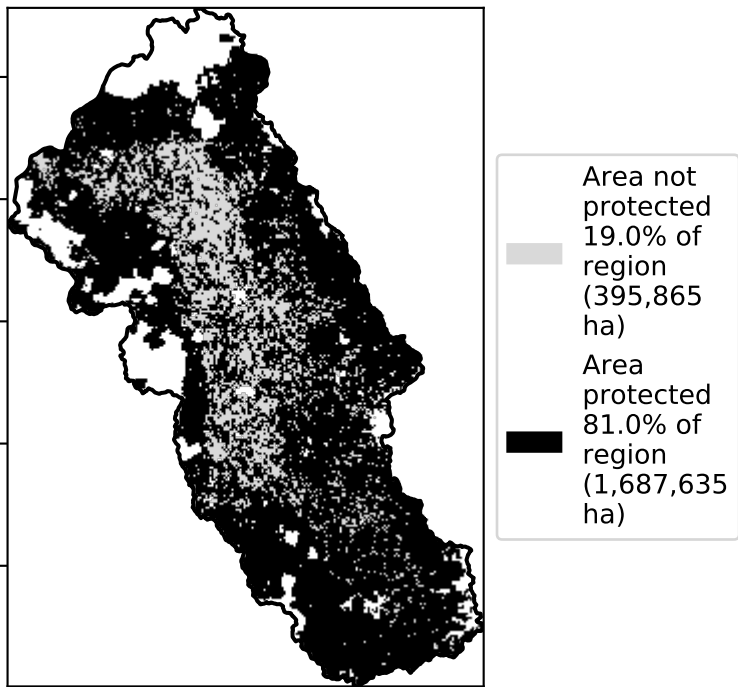 Area not
protected
19.0% of
region
(395,865
ha)
Area
protected
81.0% of
region
(1,687,635
ha)